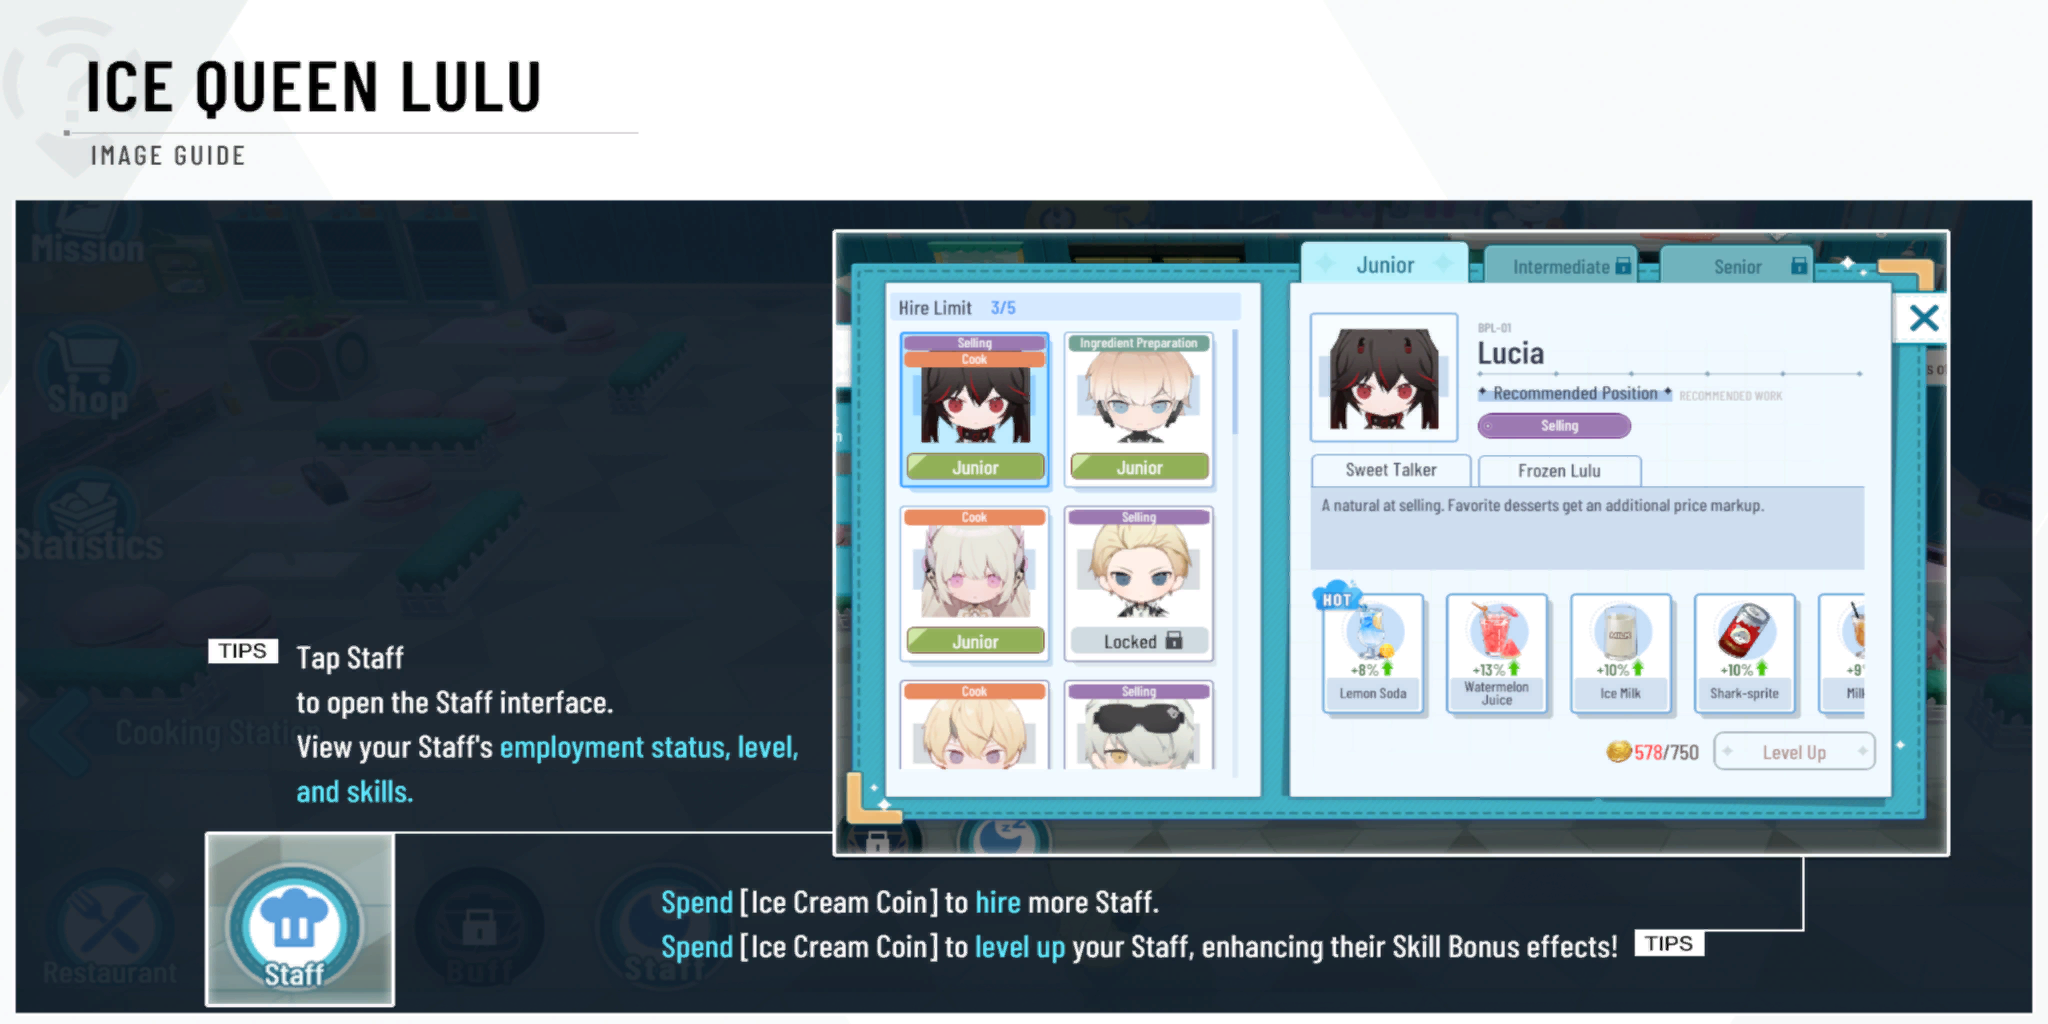 ICE QUEEN LULU
IMAGE GUIDE
Mission
Shop
Statistics
Cooking Station
TIPS
Tap Staff
to open the Staff interface.
View your Staff's employment status, level,
and skills.
Restaurant
Staff
Buff
Staff
Hire Limit 3/5
Selling
Cook
Junior
Ingredient Preparation
Junior
Cook
Junior
Selling
Locked
Cook
Selling
Junior
Intermediate
Senior
BPL-01
Lucia
Recommended Position
RECOMMENDED WORK
Selling
Sweet Talker
Frozen Lulu
A natural at selling. Favorite desserts get an additional price markup.
HOT
+8%
Lemon Soda
+13%
Watermelon
Juice
MILK
+10%
Ice Milk
+10%
Shark-sprite
+9
Mil
578/750
Level Up
Spend [Ice Cream Coin] to hire more Staff.
Spend [Ice Cream Coin] to level up your Staff, enhancing their Skill Bonus effects!
TIPS